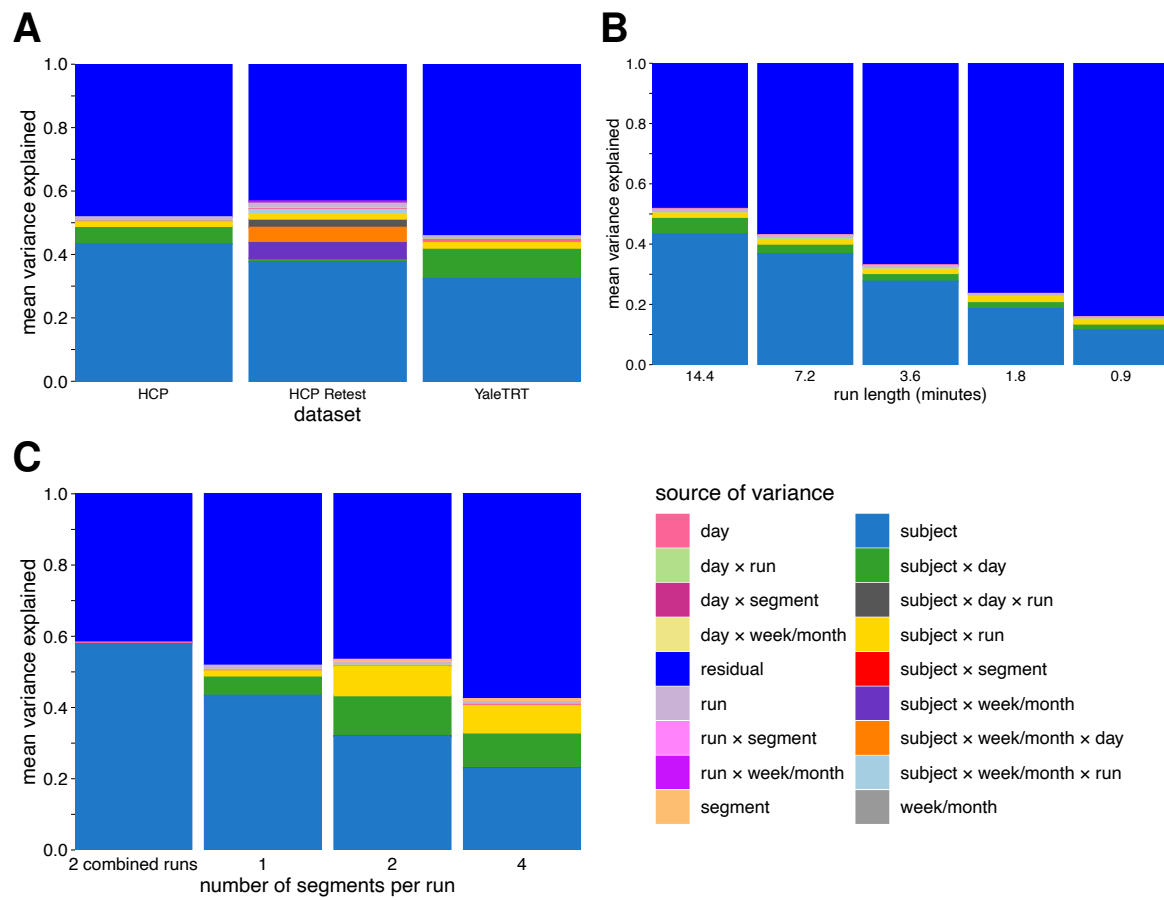 A
mean variance explained
1.0
0.8
0.6
0.4
0.2
0.0
HCP
HCP Retest
YaleTRT
dataset
B
mean variance explained
1.0
0.8
0.6
0.4
0.2
0.0
14.4
7.2
3.6
1.8
0.9
run length (minutes)
C
mean variance explained
1.0
0.8
0.6
0.4
0.2
0.0
2 combined runs
1
2
4
number of segments per run
source of variance
day
day × run
day × segment
day × week/month
residual
run
run × segment
run × week/month
segment
subject
subject × day
subject × day × run
subject × run
subject × segment
subject × week/month
subject × week/month × day
subject × week/month × run
week/month